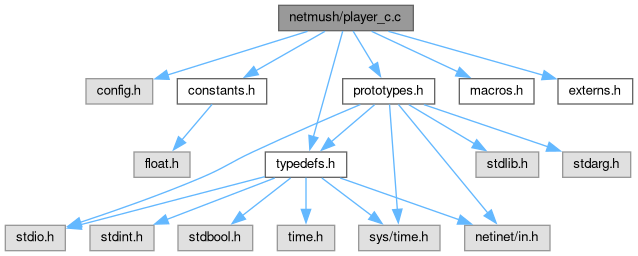 netmush/player_c.c
config.h
constants.h
prototypes.h
macros.h
externs.h
float.h
typedefs.h
stdlib.h
stdarg.h
stdio.h
stdint.h
stdbool.h
time.h
sys/time.h
netinet/in.h